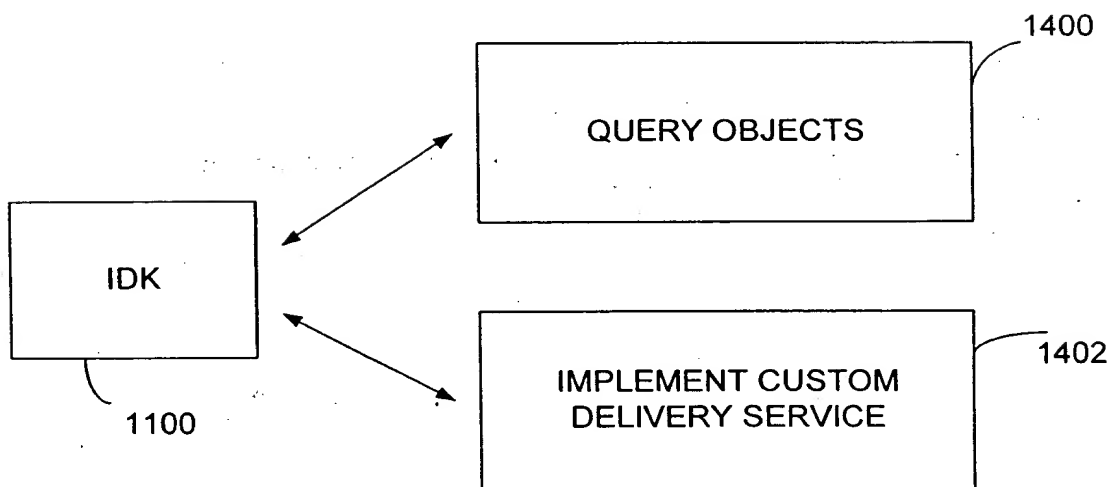 1400
QUERY OBJECTS
IDK
1100
1402
IMPLEMENT CUSTOM
DELIVERY SERVICE